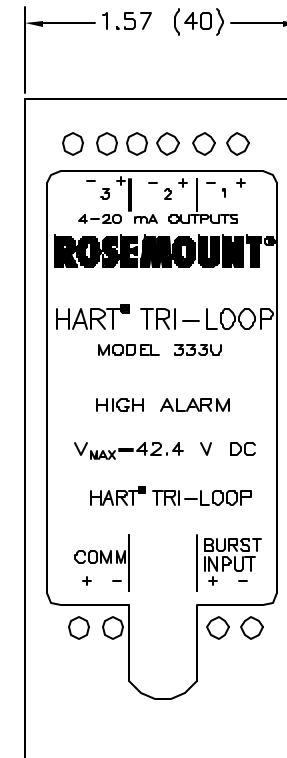 1.57 (40)
- 3 + - 2 + - 1 +
4-20 mA OUTPUTS
ROSEMOUNT®
HART® TRI-LOOP
MODEL 333U
HIGH ALARM
VMAX=42.4 V DC
HART® TRI-LOOP
COMM BURST INPUT
+ - + -